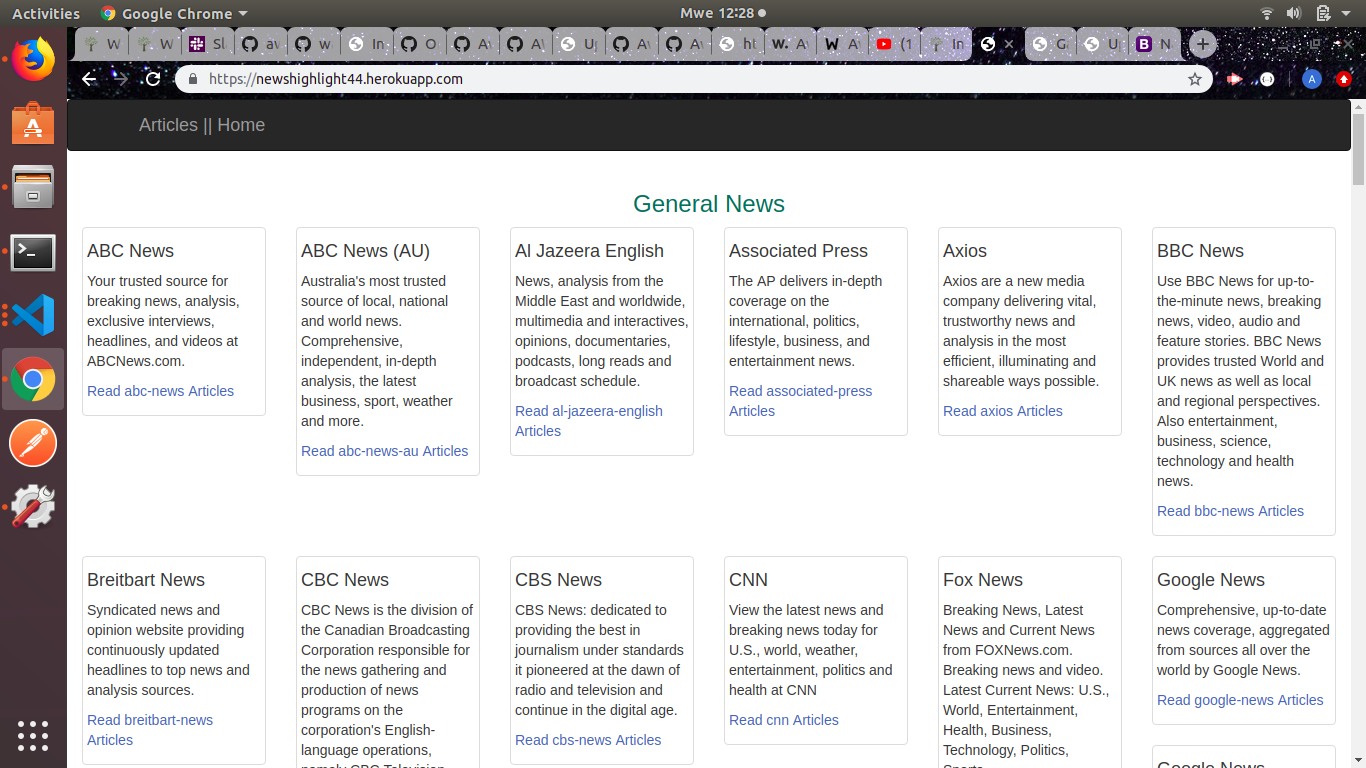 Activities Google Chrome Mwe 12:28
W W Sl av w In O Av Al U Av Av ht Av Av (1 In G U N
https://newshighlight44.herokuapp.com
A
Articles || Home
General News
ABC News
Your trusted source for
breaking news, analysis,
exclusive interviews,
headlines, and videos at
ABCNews.com.
Read abc-news Articles
ABC News (AU)
Australia's most trusted
source of local, national
and world news.
Comprehensive,
independent, in-depth
analysis, the latest
business, sport, weather
and more.
Read abc-news-au Articles
Al Jazeera English
News, analysis from the
Middle East and worldwide,
multimedia and interactives,
opinions, documentaries,
podcasts, long reads and
broadcast schedule.
Read al-jazeera-english
Articles
Associated Press
The AP delivers in-depth
coverage on the
international, politics,
lifestyle, business, and
entertainment news.
Read associated-press
Articles
Axios
Axios are a new media
company delivering vital,
trustworthy news and
analysis in the most
efficient, illuminating and
shareable ways possible.
Read axios Articles
BBC News
Use BBC News for up-to-
the-minute news, breaking
news, video, audio and
feature stories. BBC News
provides trusted World and
UK news as well as local
and regional perspectives.
Also entertainment,
business, science,
technology and health
news.
Read bbc-news Articles
Breitbart News
Syndicated news and
opinion website providing
continuously updated
headlines to top news and
analysis sources.
Read breitbart-news
Articles
CBC News
CBC News is the division of
the Canadian Broadcasting
Corporation responsible for
the news gathering and
production of news
programs on the
corporation's English-
language operations,
namely CBC Television
CBS News
CBS News: dedicated to
providing the best in
journalism under standards
it pioneered at the dawn of
radio and television and
continue in the digital age.
Read cbs-news Articles
CNN
View the latest news and
breaking news today for
U.S., world, weather,
entertainment, politics and
health at CNN
Read cnn Articles
Fox News
Breaking News, Latest
News and Current News
from FOXNews.com.
Breaking news and video.
Latest Current News: U.S.,
World, Entertainment,
Health, Business,
Technology, Politics,
Google News
Comprehensive, up-to-date
news coverage, aggregated
from sources all over the
world by Google News.
Read google-news Articles
Google News